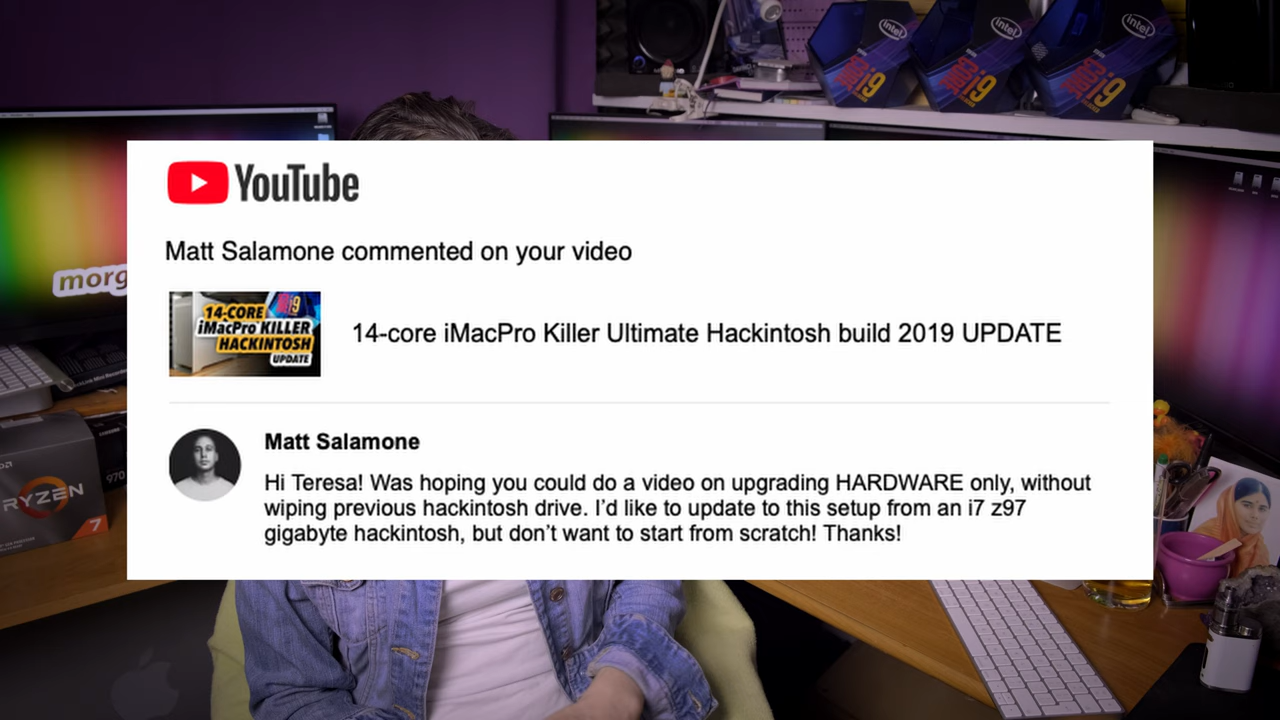 intel
intel
intel
CORE
i9
CORE
i9
CORE
i9
YouTube
Matt Salamone commented on your video
morg
14-CORE
i9
iMacPro KILLER
HACKINTOSH
UPDATE
14-core iMacPro Killer Ultimate Hackintosh build 2019 UPDATE
Matt Salamone
Hi Teresa! Was hoping you could do a video on upgrading HARDWARE only, without
wiping previous hackintosh drive. I’d like to update to this setup from an i7 z97
gigabyte hackintosh, but don’t want to start from scratch! Thanks!
970
RYZEN
7